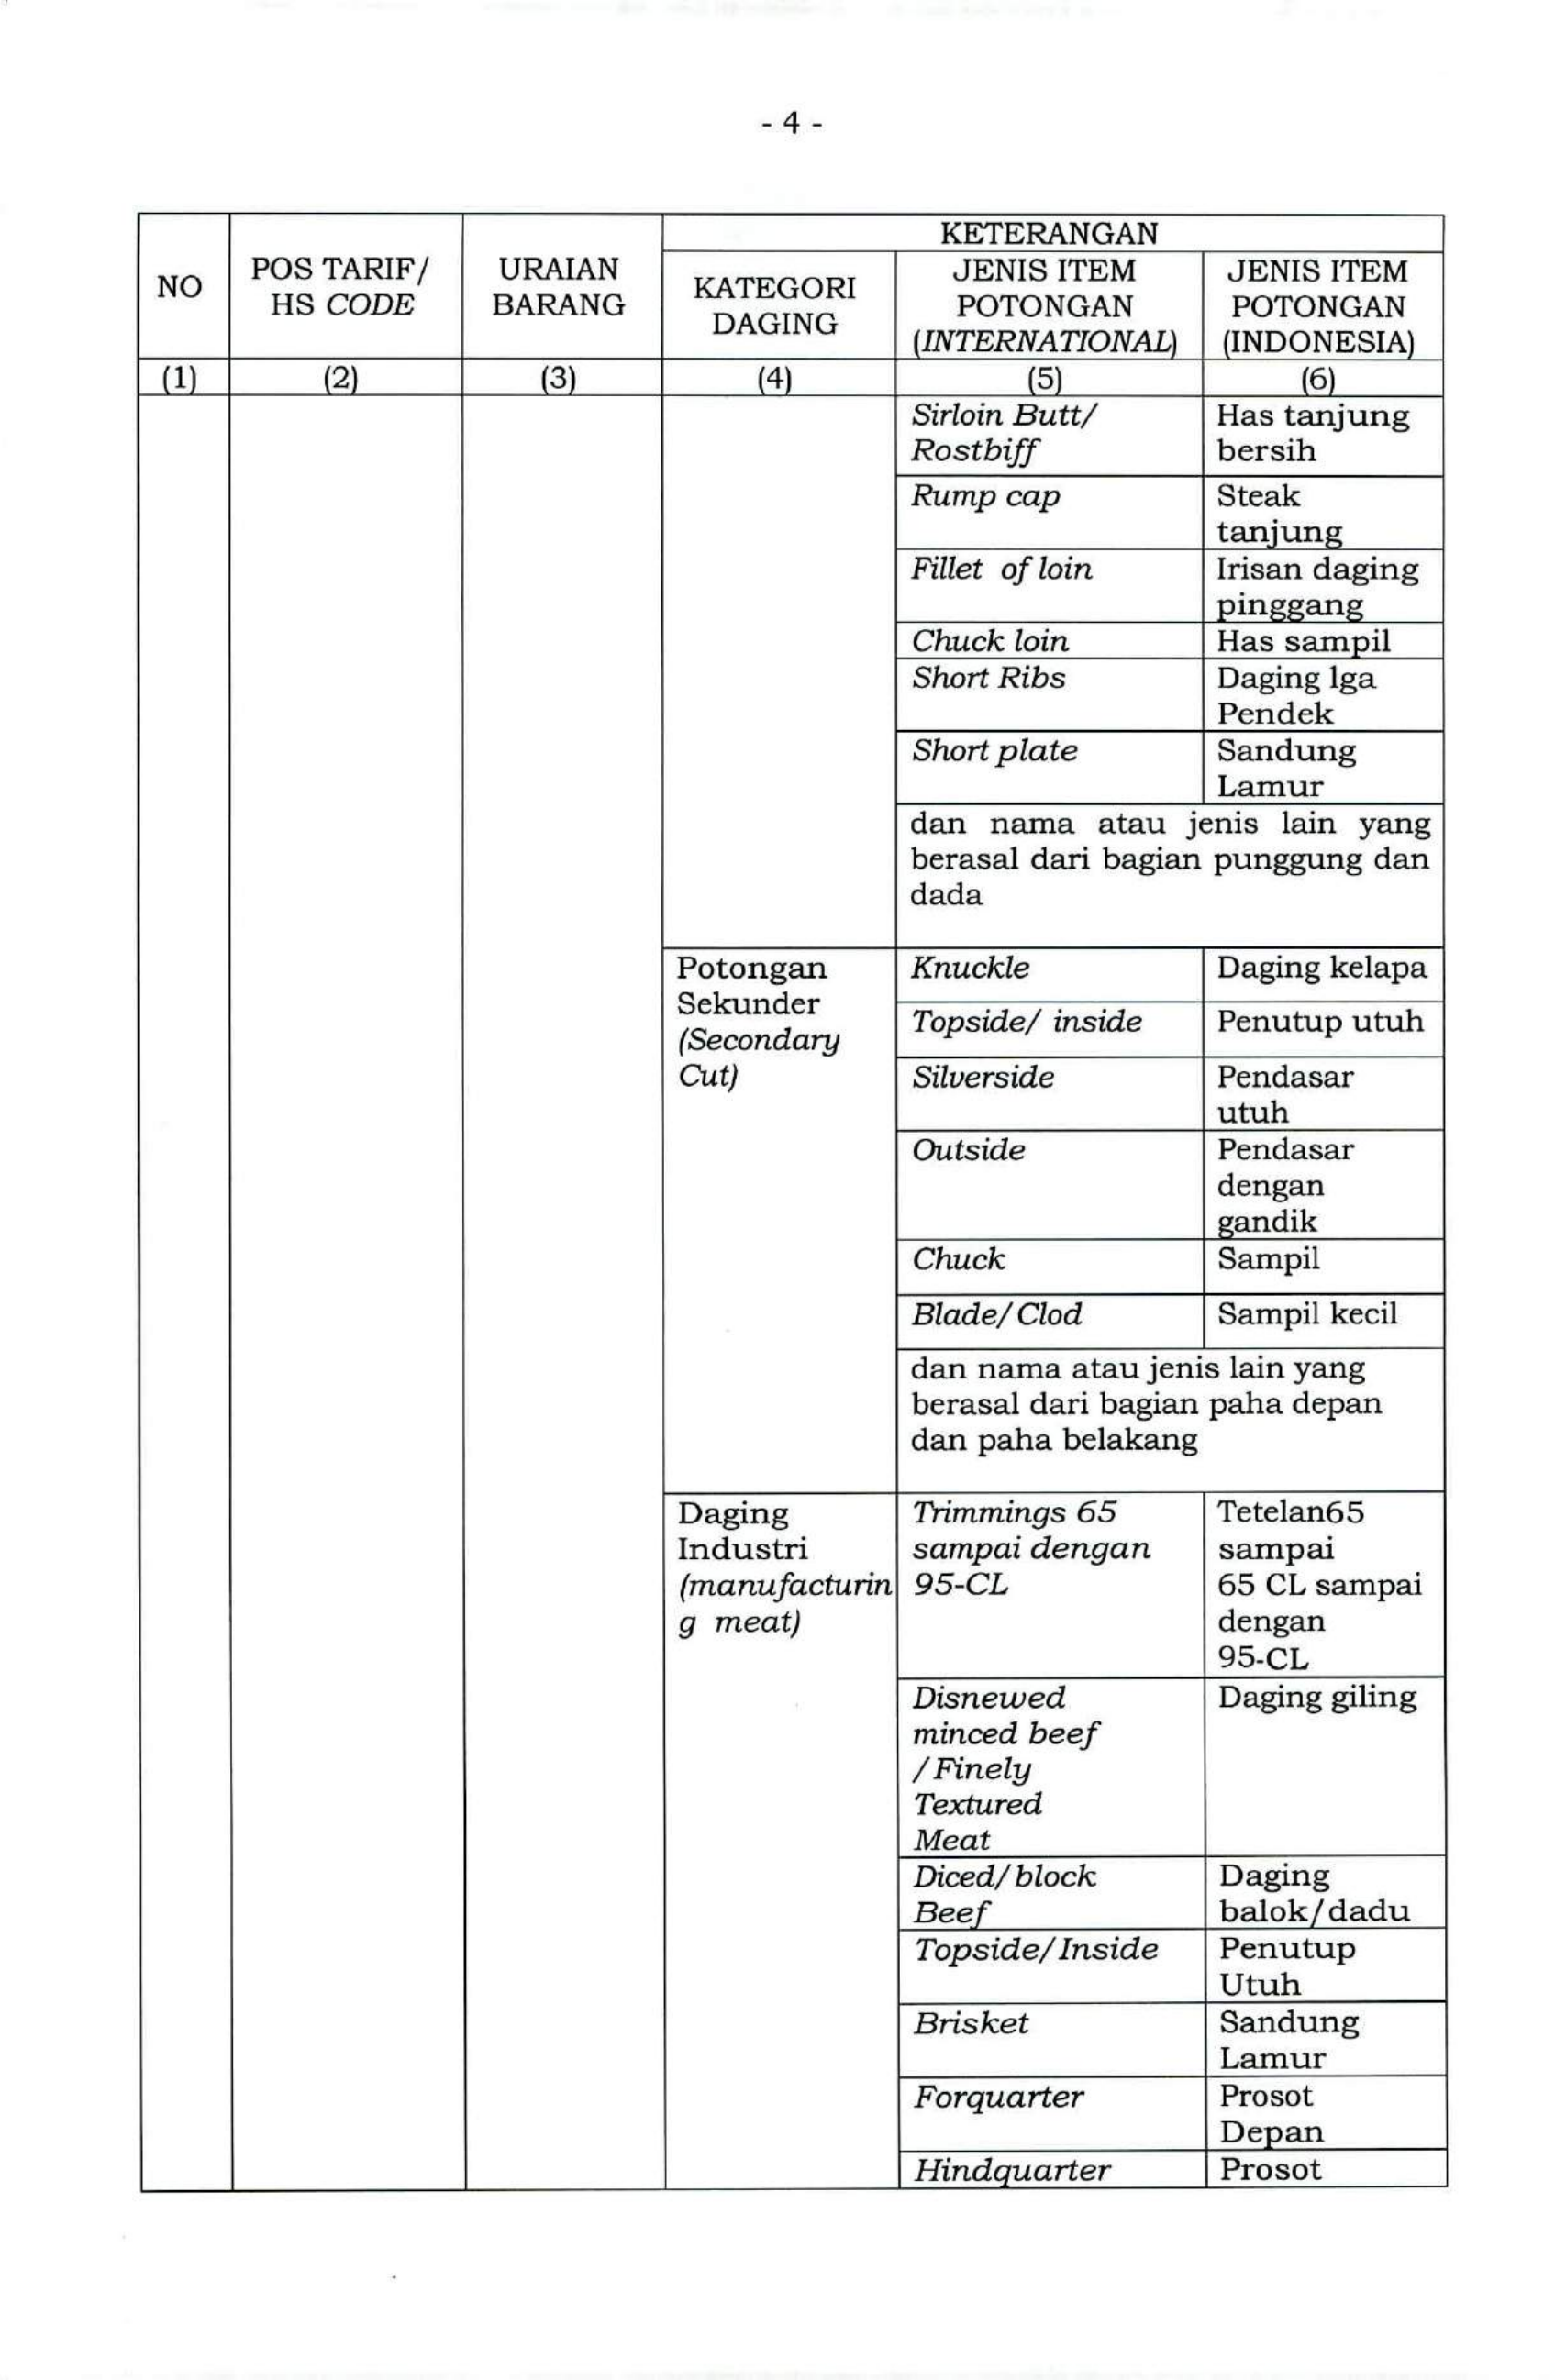 - 4 -
NO
POS TARIF/
HS CODE
URAIAN
BARANG
KETERANGAN
KATEGORI
DAGING
JENIS ITEM
POTONGAN
(INTERNATIONAL)
JENIS ITEM
POTONGAN
(INDONESIA)
(1)
(2)
(3)
(4)
(5)
(6)
Sirloin Butt/
Rostbiff
Has tanjung
bersih
Rump cap
Steak
tanjung
Fillet of loin
Irisan daging
pinggang
Chuck loin
Has sampil
Short Ribs
Daging lga
Pendek
Short plate
Sandung
Lamur
dan nama atau jenis lain yang
berasal dari bagian punggung dan
dada
Potongan
Sekunder
(Secondary
Cut)
Knuckle
Daging kelapa
Topside/ inside
Penutup utuh
Silverside
Pendasar
utuh
Outside
Pendasar
dengan
gandik
Chuck
Sampil
Blade/Clod
Sampil kecil
dan nama atau jenis lain yang
berasal dari bagian paha depan
dan paha belakang
Daging
Industri
(manufacturin
g meat)
Trimmings 65
sampai dengan
95-CL
Tetelan65
sampai
65 CL sampai
dengan
95-CL
Disnewed
minced beef
/Finely
Textured
Meat
Daging giling
Diced/block
Beef
Daging
balok/dadu
Topside/Inside
Penutup
Utuh
Brisket
Sandung
Lamur
Forquarter
Prosot
Depan
Hindquarter
Prosot